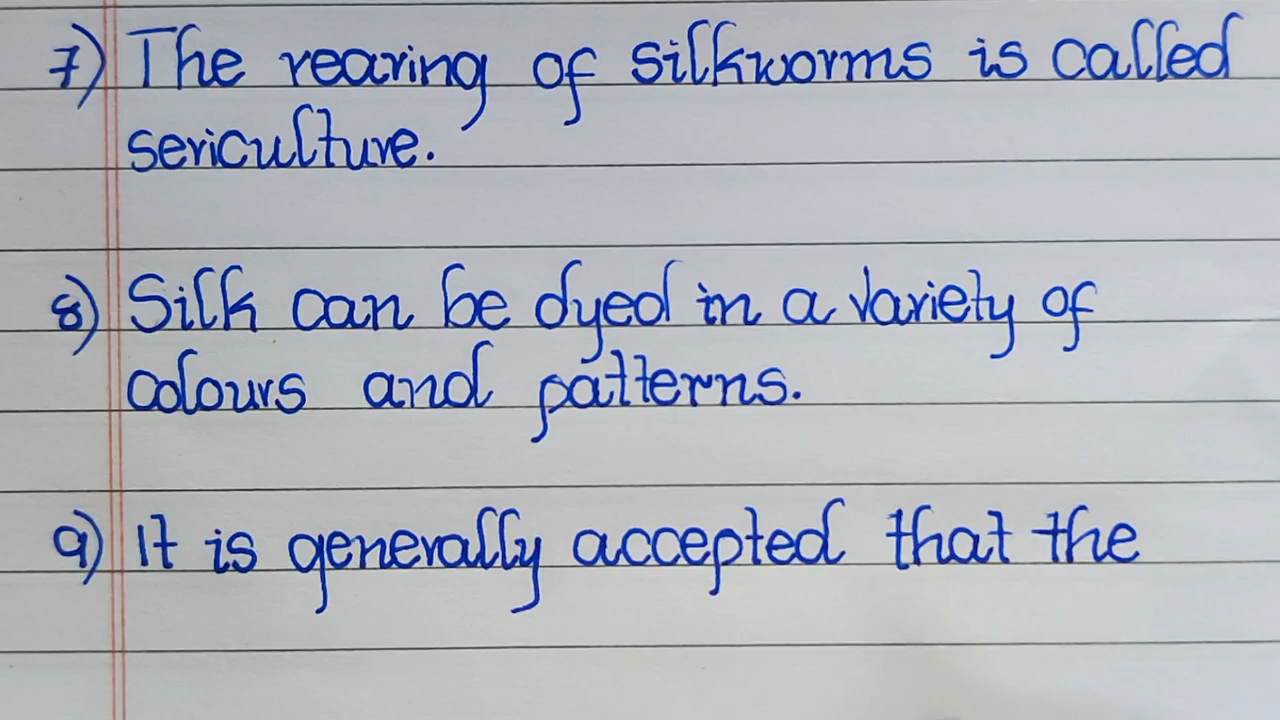 7) The rearing of silkworms is called
sericulture.
8) Silk can be dyed in a variety of
colours and patterns.
9) It is generally accepted that the